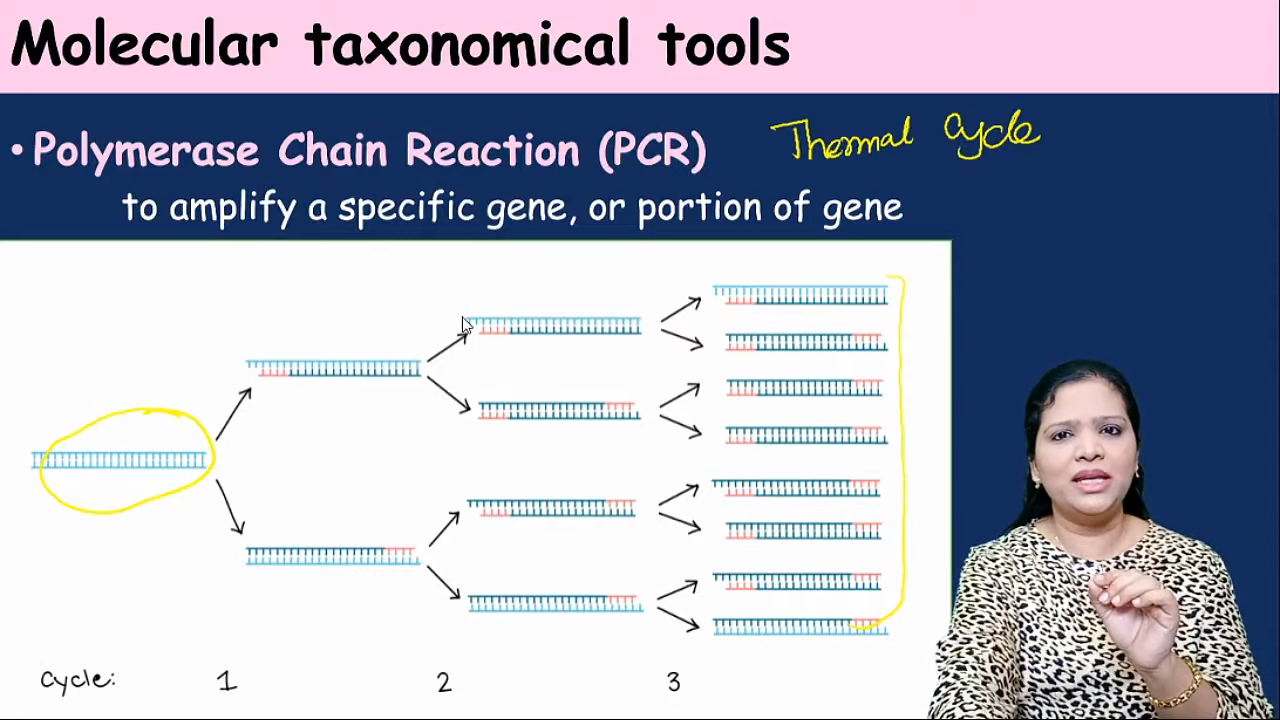 Molecular taxonomical tools
• Polymerase Chain Reaction (PCR) Thermal Cycle
to amplify a specific gene, or portion of gene
Cycle: 1 2 3